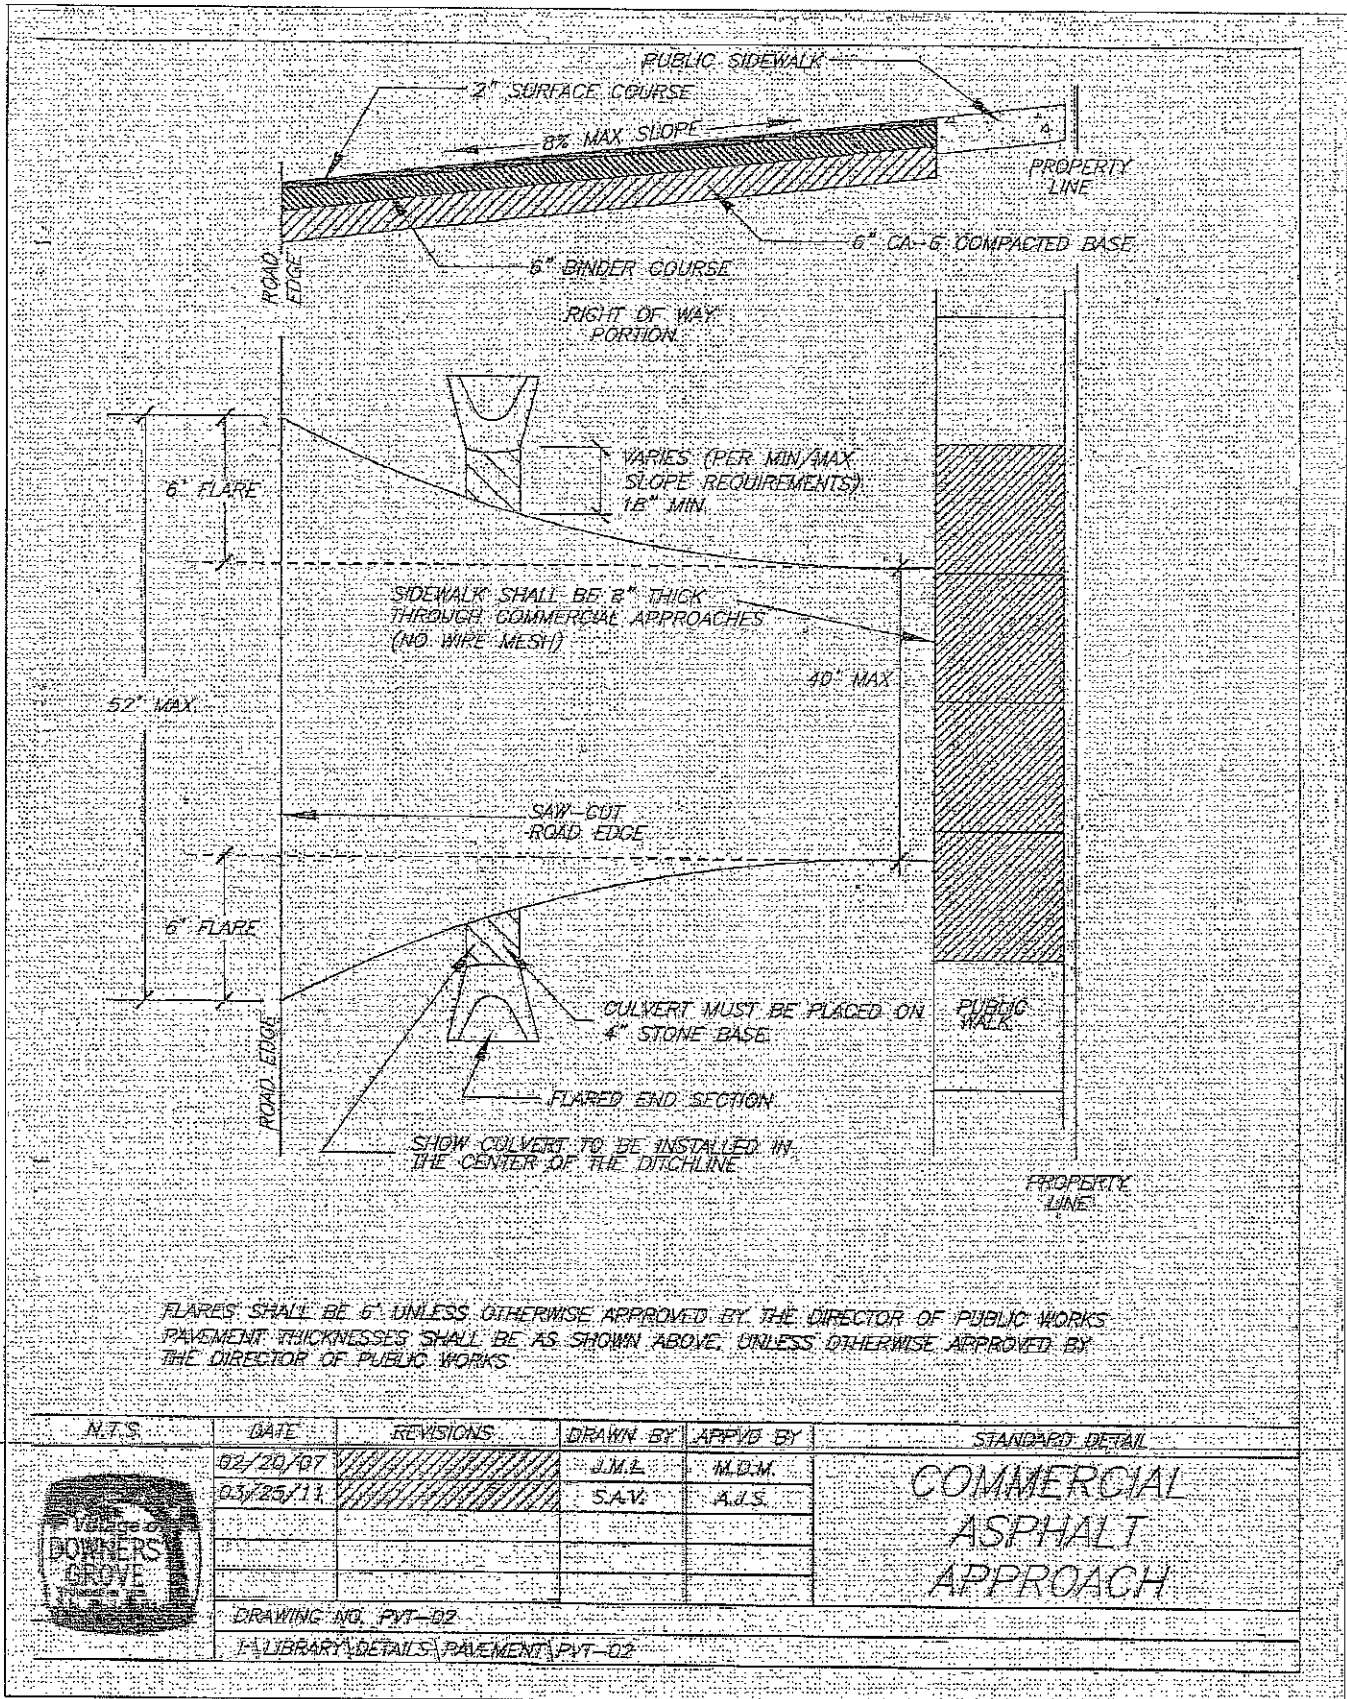 PUBLIC SIDEWALK
2" SURFACE COURSE
8% MAX SLOPE
PROPERTY
LINE
6" CA-6 COMPACTED BASE
6" BINDER COURSE
ROAD
EDGE
RIGHT OF WAY
PORTION
VARIES (PER MIN/MAX
SLOPE REQUIREMENTS)
18" MIN
6' FLARE
SIDEWALK SHALL BE 8" THICK
THROUGH COMMERCIAL APPROACHES
(NO WIRE MESH)
40' MAX
52' MAX
SAW-CUT
ROAD EDGE
6' FLARE
CULVERT MUST BE PLACED ON
4" STONE BASE
PUBLIC
WALK
ROAD EDGE
FLARED END SECTION
SHOW CULVERT TO BE INSTALLED IN
THE CENTER OF THE DITCHLINE
PROPERTY
LINE
FLARES SHALL BE 6' UNLESS OTHERWISE APPROVED BY THE DIRECTOR OF PUBLIC WORKS
PAVEMENT THICKNESSES SHALL BE AS SHOWN ABOVE, UNLESS OTHERWISE APPROVED BY
THE DIRECTOR OF PUBLIC WORKS
N.T.S. DATE REVISIONS DRAWN BY APPVD BY STANDARD DETAIL
02/20/07 J.M.L. M.D.M.
03/25/11 S.A.V. A.J.S.
COMMERCIAL
ASPHALT
APPROACH
Village of
DOWNERS
GROVE
DRAWING NO. PVT-02
I:\LIBRARY\DETAILS\PAVEMENT\PVT-02